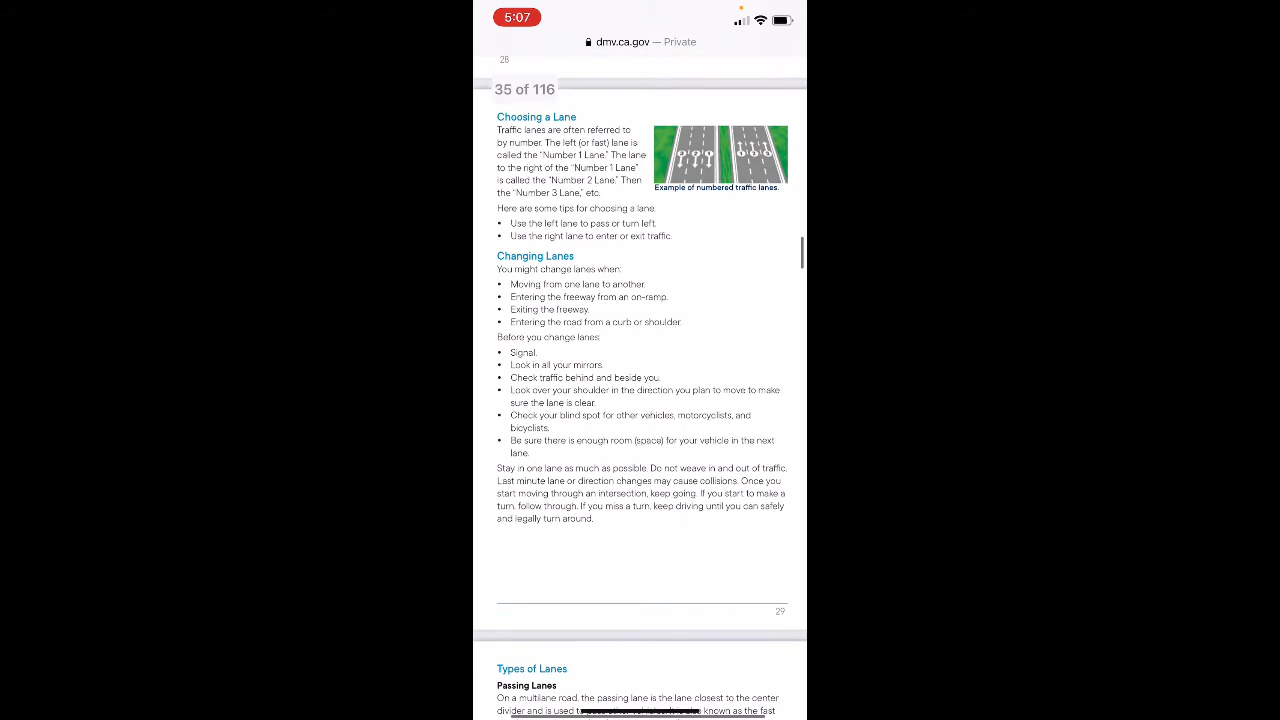 5:07
dmv.ca.gov — Private
28
35 of 116
Choosing a Lane
Traffic lanes are often referred to
by number. The left (or fast) lane is
called the “Number 1 Lane.” The lane
to the right of the “Number 1 Lane”
is called the “Number 2 Lane.” Then
the “Number 3 Lane,” etc.
Example of numbered traffic lanes.
Here are some tips for choosing a lane:
• Use the left lane to pass or turn left.
• Use the right lane to enter or exit traffic.
Changing Lanes
You might change lanes when:
• Moving from one lane to another.
• Entering the freeway from an on-ramp.
• Exiting the freeway.
• Entering the road from a curb or shoulder.
Before you change lanes:
• Signal.
• Look in all your mirrors.
• Check traffic behind and beside you.
• Look over your shoulder in the direction you plan to move to make
sure the lane is clear.
• Check your blind spot for other vehicles, motorcyclists, and
bicyclists.
• Be sure there is enough room (space) for your vehicle in the next
lane.
Stay in one lane as much as possible. Do not weave in and out of traffic.
Last minute lane or direction changes may cause collisions. Once you
start moving through an intersection, keep going. If you start to make a
turn, follow through. If you miss a turn, keep driving until you can safely
and legally turn around.
29
Types of Lanes
Passing Lanes
On a multilane road, the passing lane is the lane closest to the center
divider and is used to known as the fast